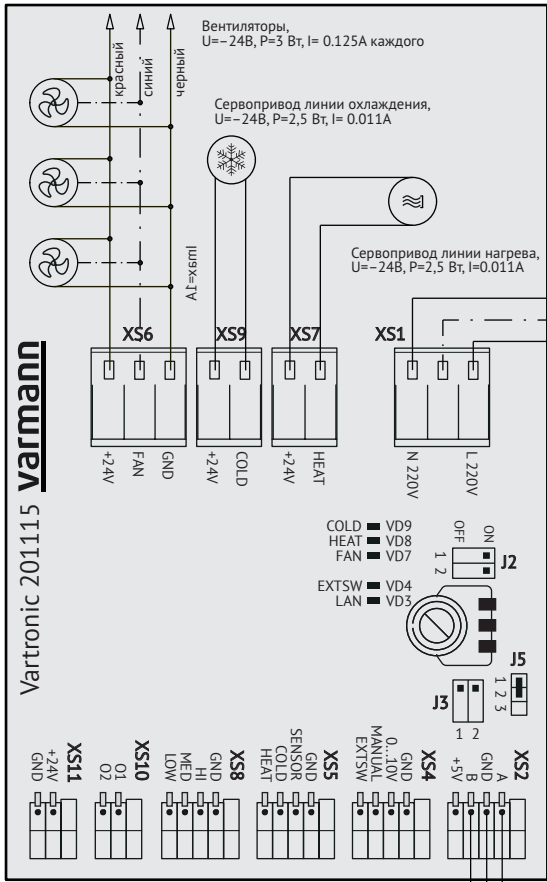 Вентиляторы,
U=–24В, P=3 Вт, I= 0.125А каждого
красный
синий
черный
Сервопривод линии охлаждения,
U=–24В, P=2,5 Вт, I= 0.011А
Сервопривод линии нагрева,
U=–24В, P=2,5 Вт, I=0.011А
Imax=1А
XS6
XS9
XS7
XS1
+24V
FAN
GND
+24V
COLD
+24V
HEAT
N 220V
L 220V
varmann
Vartronic 201115
COLD VD9
HEAT VD8
FAN VD7
EXTSW VD4
LAN VD3
OFF
ON
1
2
J2
J5
1
2
3
J3
1 2
XS11
+24V
GND
XS10
O1
O2
XS8
GND
HI
MED
LOW
XS5
GND
SENSOR
COLD
HEAT
XS4
GND
0...10V
MANUAL
EXTSW
XS2
A
GND
B
+5V